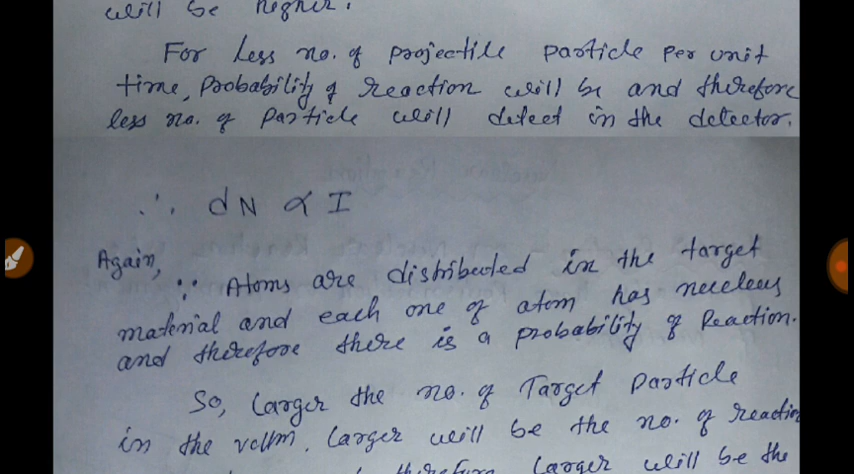 will be higher.
For Less no. of projectile particle per unit
time, Probability of reaction will be and therefore
less no. of particle will detect in the detector.
∴ dN ∝ I
Again,
∵ Atoms are distributed in the target
material and each one of atom has nucleus
and therefore there is a probability of Reaction.
So, Larger the no. of Target particle
in the vollm. Larger will be the no. of reaction
therefore larger will be the